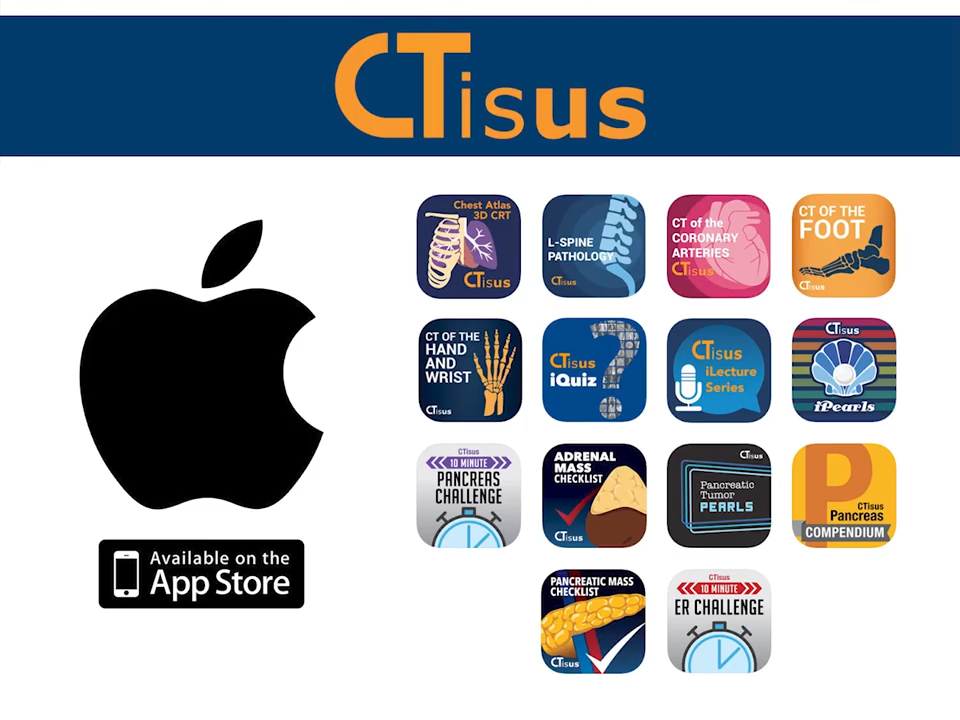 CTisus
Chest Atlas
3D CRT
CTisus
L-SPINE
PATHOLOGY
CTisus
CT of the
CORONARY
ARTERIES
CTisus
CT OF THE
FOOT
CTisus
CT OF THE
HAND
AND
WRIST
CTisus
CTisus
iQuiz
CTisus
iLecture
Series
CTisus
iPearls
CTisus
10 MINUTE
PANCREAS
CHALLENGE
ADRENAL
MASS
CHECKLIST
CTisus
CTisus
Pancreatic
Tumor
PEARLS
P
CTisus
Pancreas
COMPENDIUM
Available on the
App Store
PANCREATIC MASS
CHECKLIST
CTisus
CTisus
10 MINUTE
ER CHALLENGE